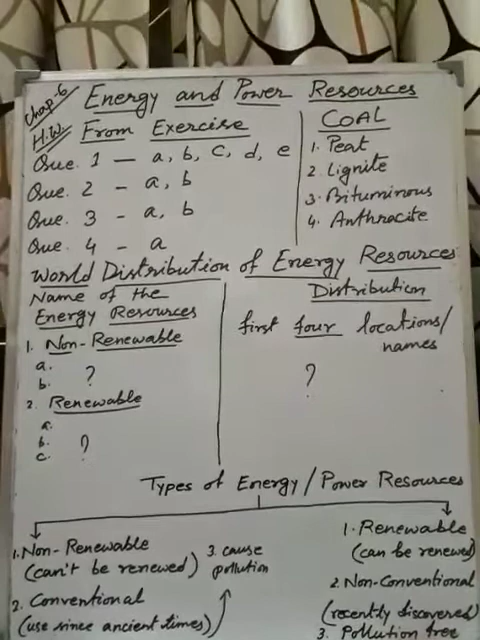 Chap. 6
Energy and Power Resources
H.W. From Exercise
Que. 1 — a, b, c, d, e
Que. 2 - a, b
Que. 3 - a, b
Que. 4 - a
COAL
1. Peat
2. Lignite
3. Bituminous
4. Anthracite
World Distribution of Energy Resources
Name of the
Energy Resources
1. Non-Renewable
a.
b. ?
2. Renewable
a.
b. ?
c.
Distribution
first four locations/
names
?
Types of Energy/Power Resources
1. Non-Renewable
(can't be renewed)
2. Conventional
(use since ancient times)
3. cause
pollution
1. Renewable
(can be renewed)
2. Non-Conventional
(recently discovered)
3. Pollution free